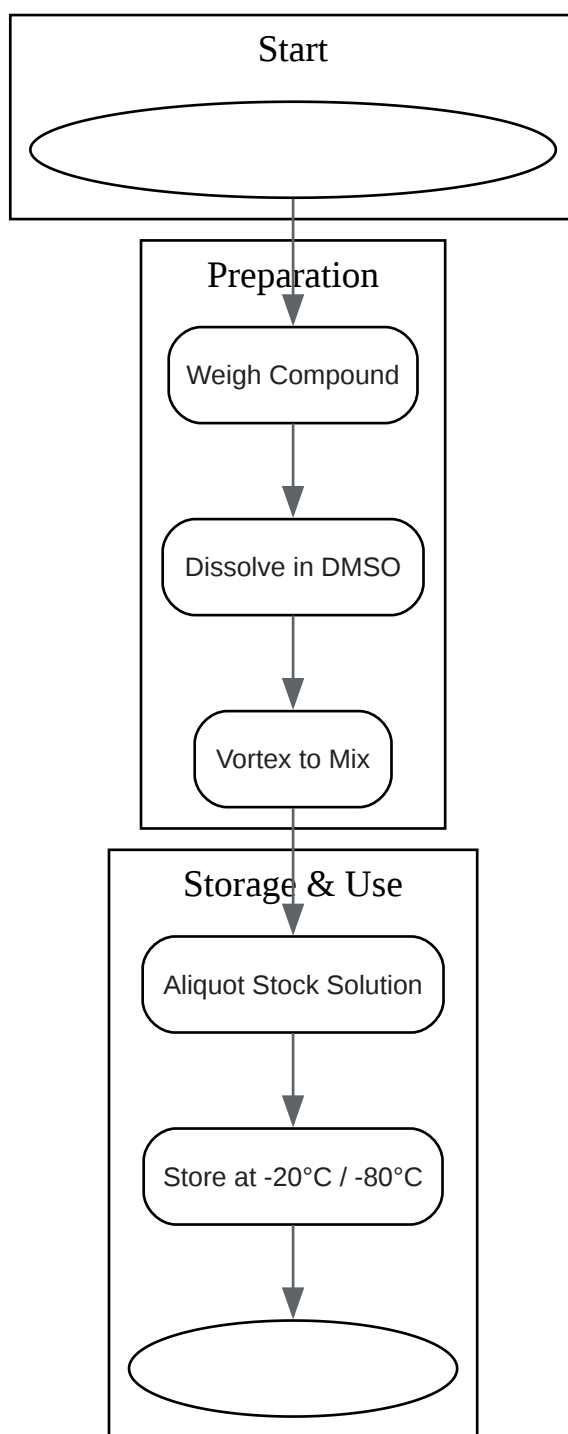 Start
Preparation
Weigh Compound
Dissolve in DMSO
Vortex to Mix
Storage & Use
Aliquot Stock Solution
Store at -20°C / -80°C